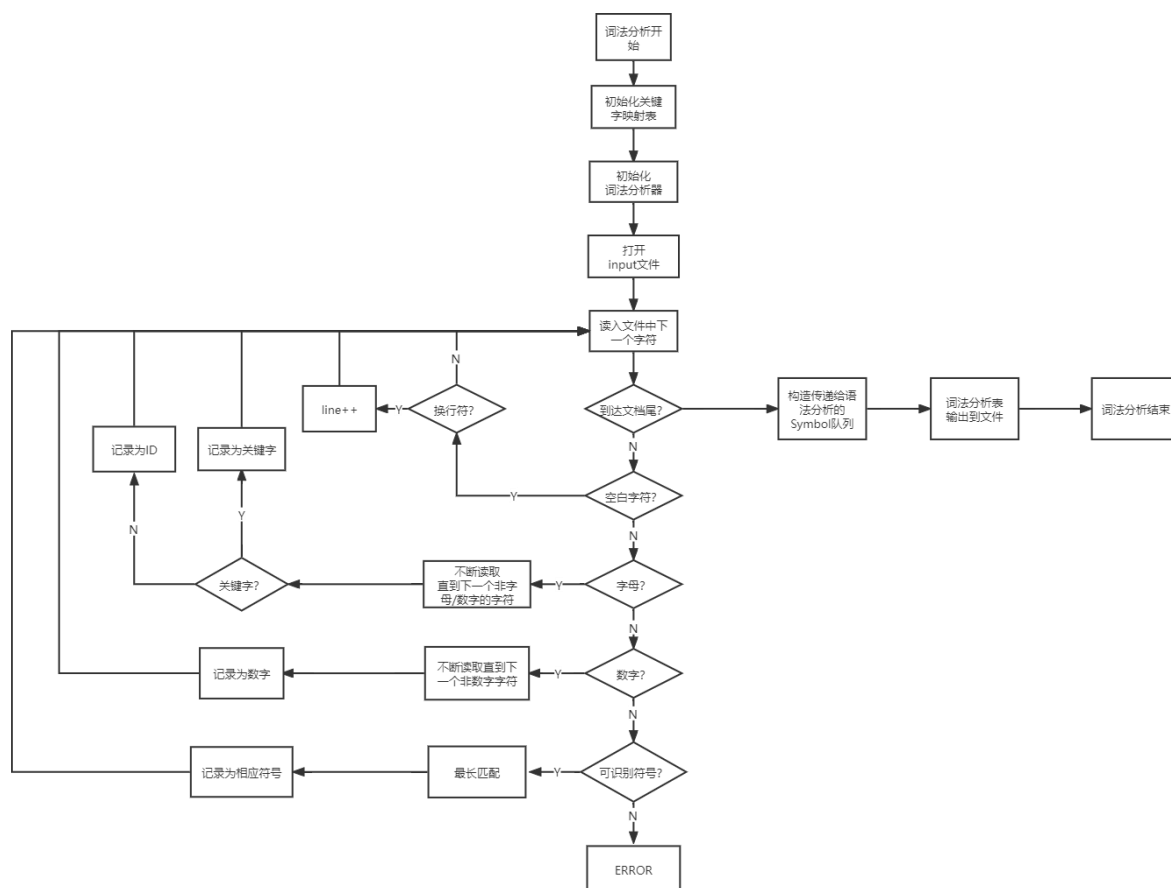 词法分析开
始
初始化关键
字映射表
初始化
词法分析器
打开
input文件
读入文件中下
一个字符
N
line++
Y
换行符?
到达文档尾?
构造传递给语
法分析的
Symbol队列
词法分析表
输出到文件
词法分析结束
记录为ID
记录为关键字
N
Y
空白字符?
Y
N
N
关键字?
不断读取
直到下一个非字
母/数字的字符
Y
字母?
N
记录为数字
不断读取直到下
一个非数字字符
Y
数字?
N
记录为相应符号
最长匹配
Y
可识别符号?
N
ERROR